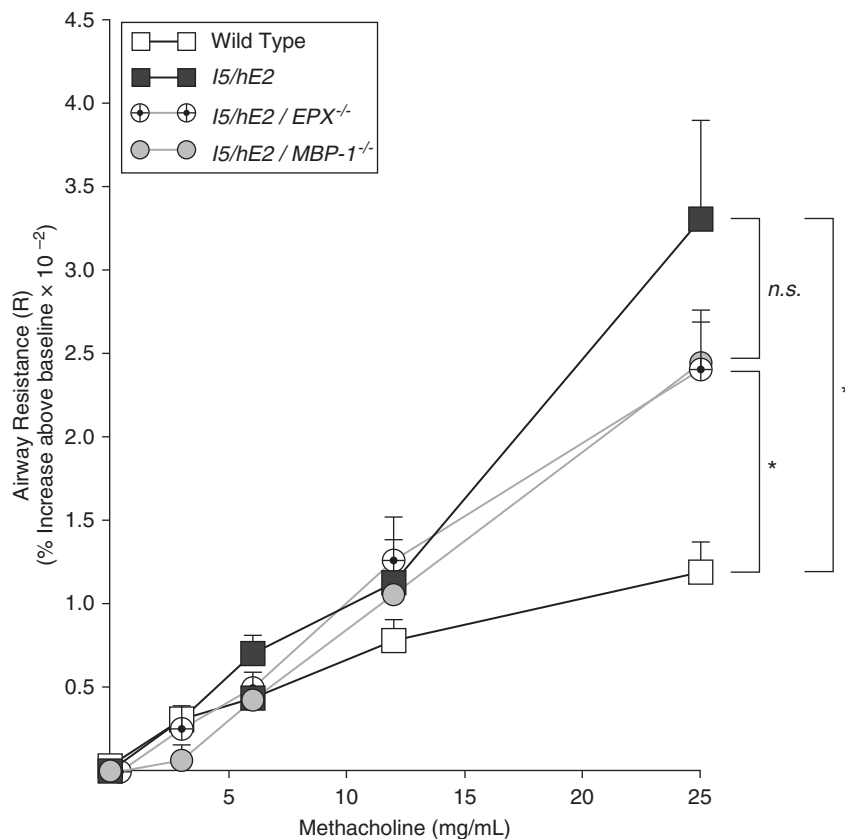 Wild Type
I5/hE2
I5/hE2 / EPX-/-
I5/hE2 / MBP-1-/-
Airway Resistance (R)
(% Increase above baseline × 10 –2)
4.5
4.0
3.5
3.0
2.5
2.0
1.5
1.0
0.5
n.s.
*
*
5
10
15
20
25
Methacholine (mg/mL)